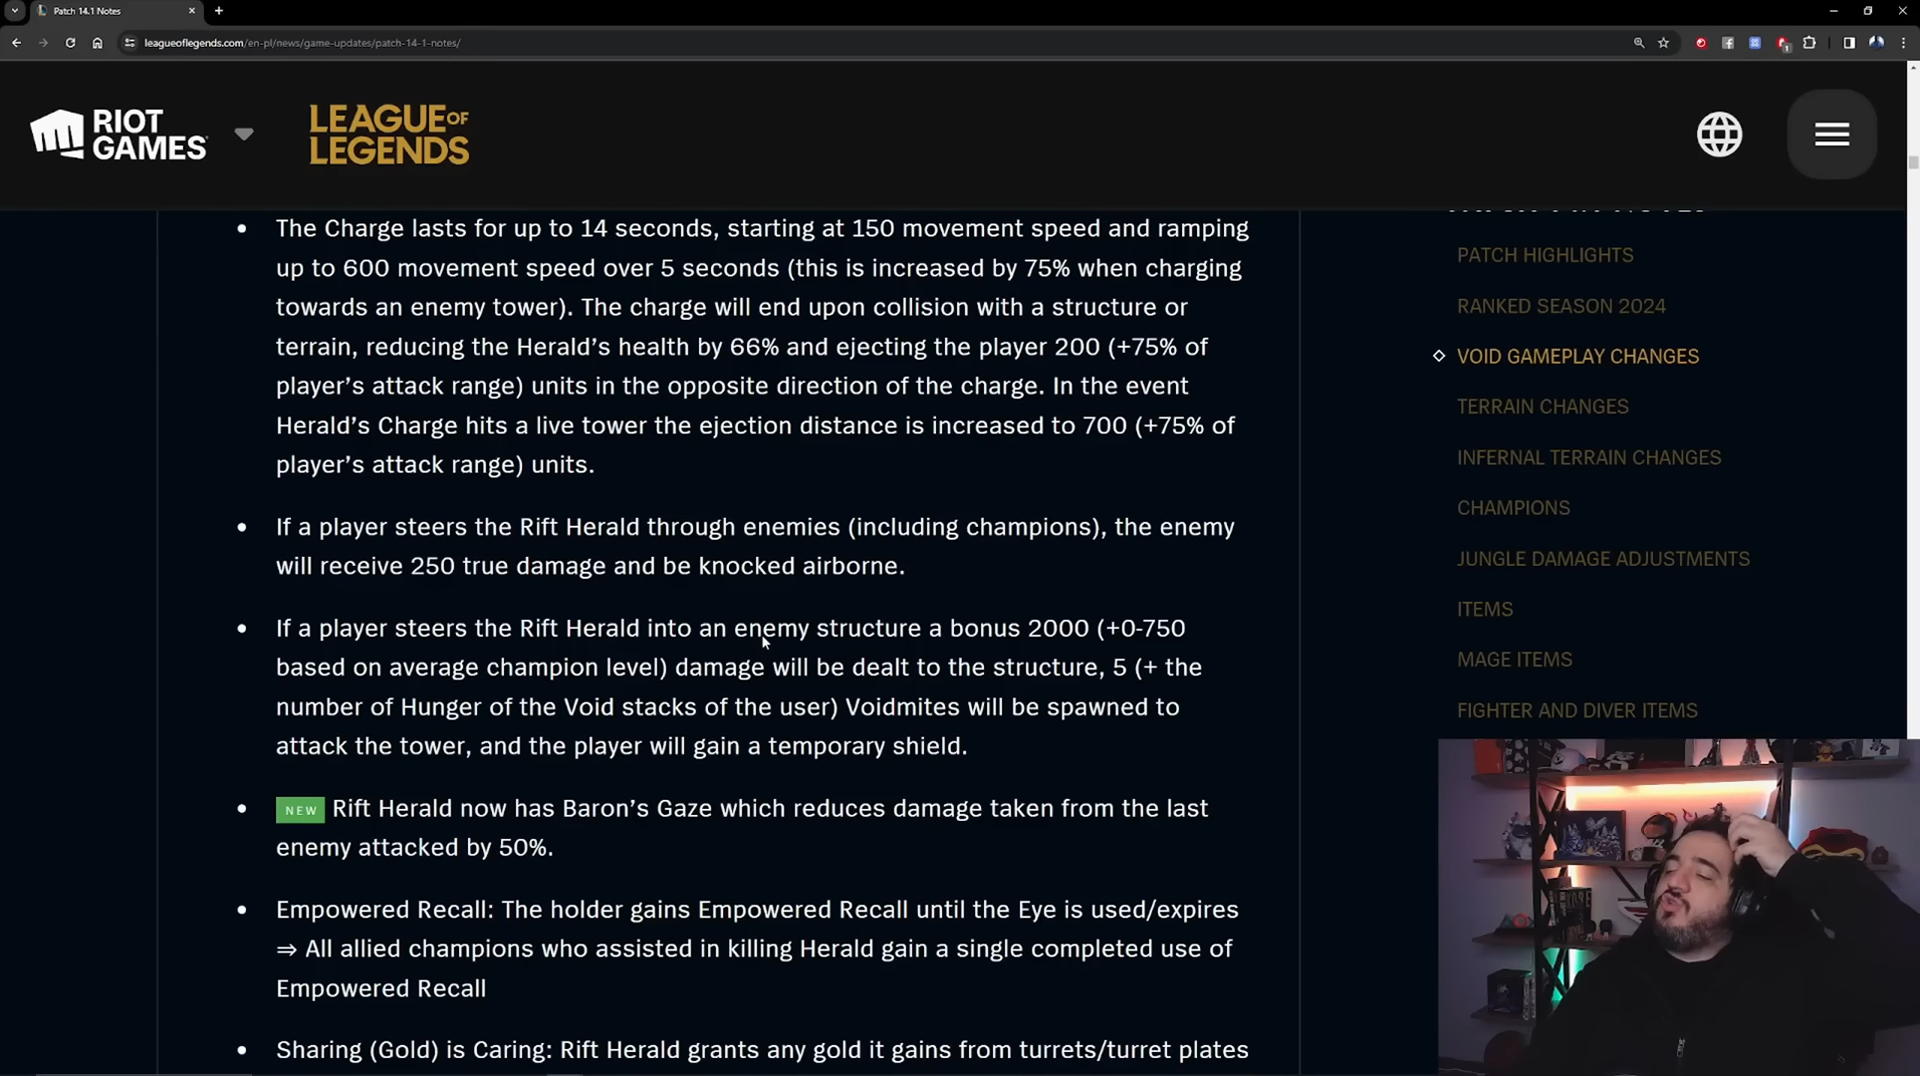 Patch 14.1 Notes
leagueoflegends.com/en-pl/news/game-updates/patch-14-1-notes/
RIOT
GAMES
LEAGUE OF
LEGENDS
The Charge lasts for up to 14 seconds, starting at 150 movement speed and ramping
up to 600 movement speed over 5 seconds (this is increased by 75% when charging
towards an enemy tower). The charge will end upon collision with a structure or
terrain, reducing the Herald’s health by 66% and ejecting the player 200 (+75% of
player’s attack range) units in the opposite direction of the charge. In the event
Herald’s Charge hits a live tower the ejection distance is increased to 700 (+75% of
player’s attack range) units.
If a player steers the Rift Herald through enemies (including champions), the enemy
will receive 250 true damage and be knocked airborne.
If a player steers the Rift Herald into an enemy structure a bonus 2000 (+0-750
based on average champion level) damage will be dealt to the structure, 5 (+ the
number of Hunger of the Void stacks of the user) Voidmites will be spawned to
attack the tower, and the player will gain a temporary shield.
NEW Rift Herald now has Baron’s Gaze which reduces damage taken from the last
enemy attacked by 50%.
Empowered Recall: The holder gains Empowered Recall until the Eye is used/expires
⇒ All allied champions who assisted in killing Herald gain a single completed use of
Empowered Recall
Sharing (Gold) is Caring: Rift Herald grants any gold it gains from turrets/turret plates
PATCH HIGHLIGHTS
RANKED SEASON 2024
VOID GAMEPLAY CHANGES
TERRAIN CHANGES
INFERNAL TERRAIN CHANGES
CHAMPIONS
JUNGLE DAMAGE ADJUSTMENTS
ITEMS
MAGE ITEMS
FIGHTER AND DIVER ITEMS